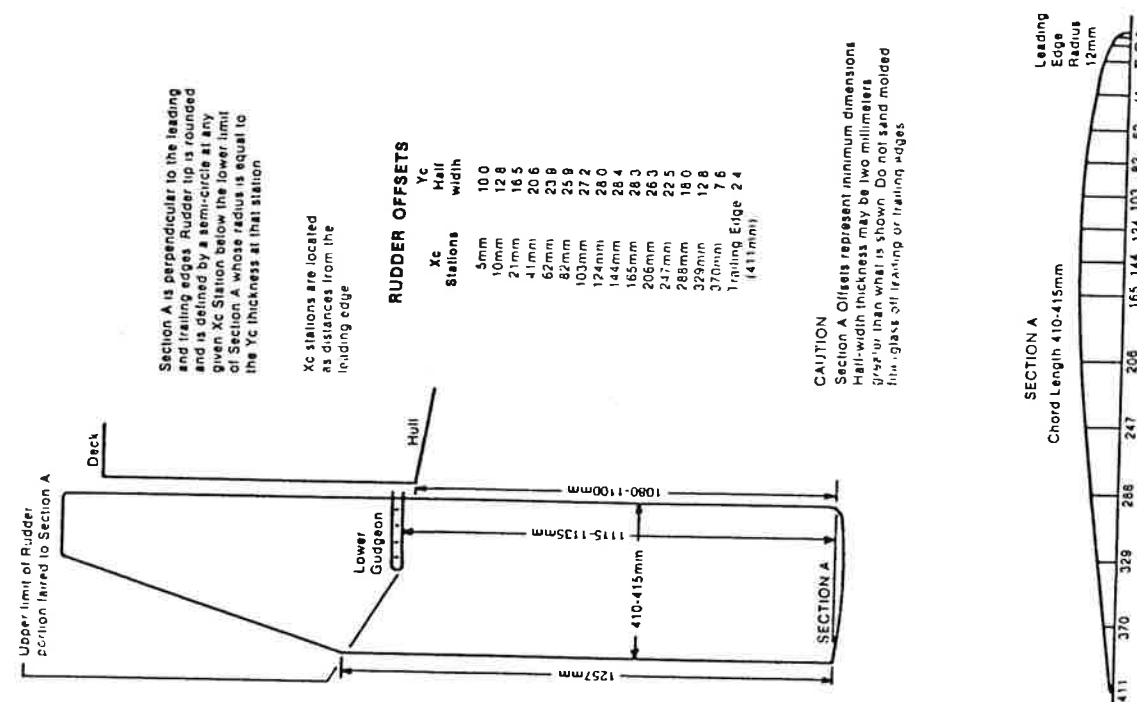 Upper limit of Rudder
portion faired to Section A
Deck
Hull
Lower
Gudgeon
1257mm
410-415mm
1115-1135mm
1080-1100mm
SECTION A
Section A is perpendicular to the leading
and trailing edges Rudder tip is rounded
and is defined by a semi-circle at any
given Xc Station below the lower limit
of Section A whose radius is equal to
the Yc thickness at that station
Xc stations are located
as distances from the
leading edge
RUDDER OFFSETS
Xc Yc
Stations Half
width
5mm 10.0
10mm 12.8
21mm 16.5
41mm 20.6
62mm 23.9
82mm 25.9
103mm 27.2
124mm 28.0
144mm 28.4
165mm 28.3
206mm 26.3
247mm 22.5
288mm 18.0
329mm 12.8
370mm 7.6
Trailing Edge 2.4
(411mm)
CAUTION
Section A Offsets represent minimum dimensions
Half-width thickness may be two millimeters
greater than what is shown Do not sand molded
glass off leading or trailing edges
SECTION A
Chord Length 410-415mm
Leading
Edge
Radius
12mm
411 370 329 288 247 206 165 144 124 103 82 62 41